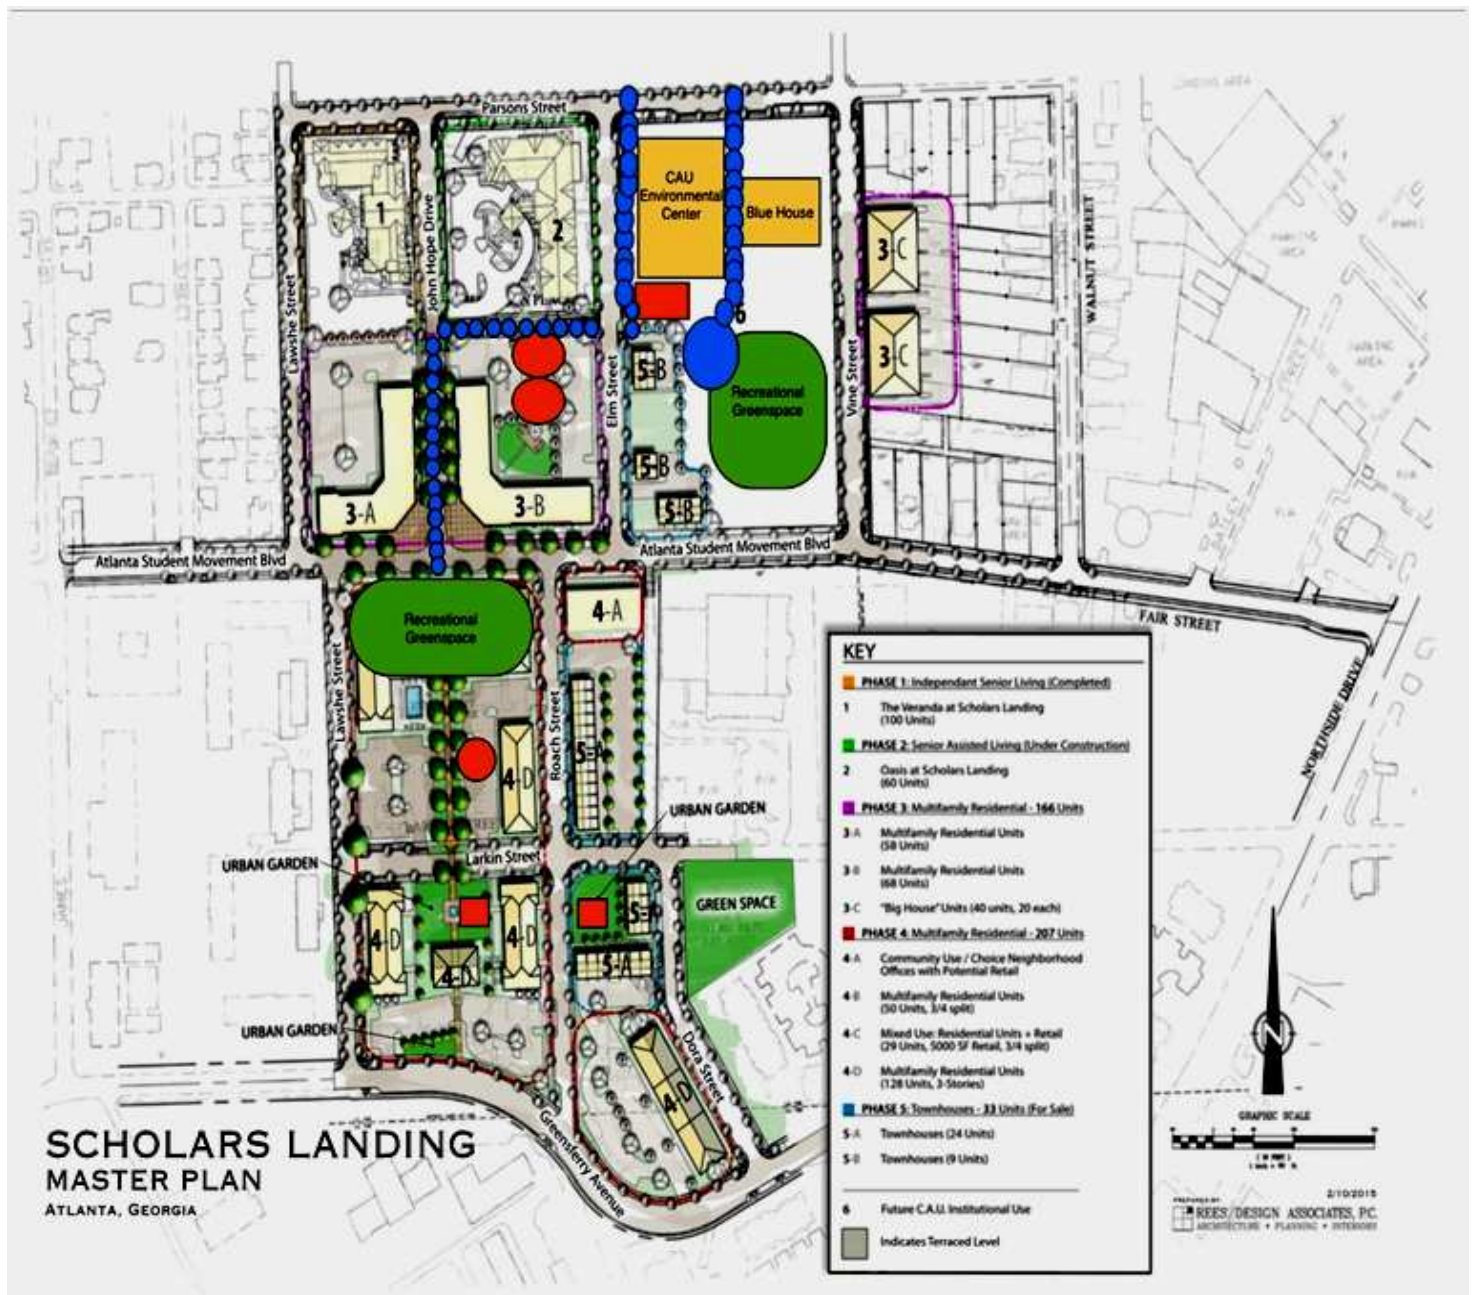 Parsons Street
CAU
Environmental
Center
Blue House
1
2
John Hope Drive
Lawshe Street
6
3-C
3-C
WALNUT STREET
Vine Street
Elm Street
5-B
Recreational
Greenspace
5-B
5-B
3-A
3-B
PARKING
AREA
Atlanta Student Movement Blvd
Atlanta Student Movement Blvd
FAIR STREET
NORTHSIDE DRIVE
Recreational
Greenspace
4-A
Lawshe Street
Roach Street
4-D
URBAN GARDEN
URBAN GARDEN
Larkin Street
GREEN SPACE
4-D
4-D
4-D
5-A
URBAN GARDEN
Dora Street
Greensferry Avenue
KEY
PHASE 1: Independant Senior Living (Completed)
1 The Veranda at Scholars Landing
(100 Units)
PHASE 2: Senior Assisted Living (Under Construction)
2 Oasis at Scholars Landing
(60 Units)
PHASE 3: Multifamily Residential - 166 Units
3-A Multifamily Residential Units
(58 Units)
3-B Multifamily Residential Units
(68 Units)
3-C "Big House" Units (40 units, 20 each)
PHASE 4: Multifamily Residential - 207 Units
4-A Community Use / Choice Neighborhood
Offices with Potential Retail
4-B Multifamily Residential Units
(50 Units, 3/4 split)
4-C Mixed Use: Residential Units + Retail
(29 Units, 5000 SF Retail, 3/4 split)
4-D Multifamily Residential Units
(128 Units, 3-Stories)
PHASE 5: Townhouses - 33 Units (For Sale)
5-A Townhouses (24 Units)
5-B Townhouses (9 Units)
6 Future C.A.U. Institutional Use
Indicates Terraced Level
N
GRAPHIC SCALE
2/10/2015
PREPARED BY:
REES/DESIGN ASSOCIATES, P.C.
ARCHITECTURE • PLANNING • INTERIORS
SCHOLARS LANDING
MASTER PLAN
ATLANTA, GEORGIA